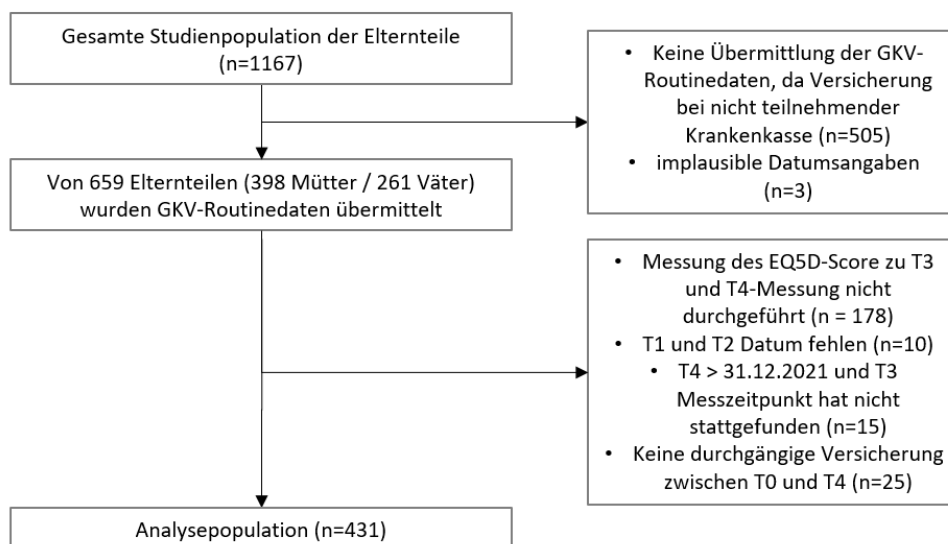 Gesamte Studienpopulation der Elternteile
(n=1167)
• Keine Übermittlung der GKV-
Routinedaten, da Versicherung
bei nicht teilnehmender
Krankenkasse (n=505)
• implausible Datumsangaben
(n=3)
Von 659 Elternteilen (398 Mütter / 261 Väter)
wurden GKV-Routinedaten übermittelt
• Messung des EQ5D-Score zu T3
und T4-Messung nicht
durchgeführt (n = 178)
• T1 und T2 Datum fehlen (n=10)
• T4 > 31.12.2021 und T3
Messzeitpunkt hat nicht
stattgefunden (n=15)
• Keine durchgängige Versicherung
zwischen T0 und T4 (n=25)
Analysepopulation (n=431)